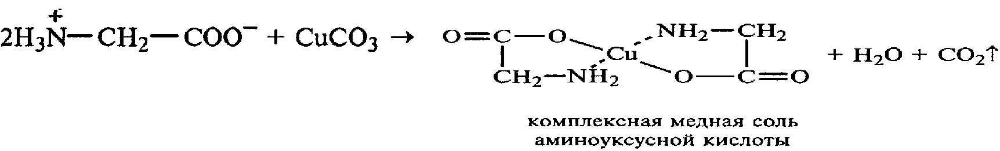 2H₃N⁺—CH₂—COO⁻ + CuCO₃ →
O=C—O NH₂—CH₂
Cu + H₂O + CO₂↑
CH₂—NH₂ O—C=O
комплексная медная соль
аминоуксусной кислоты